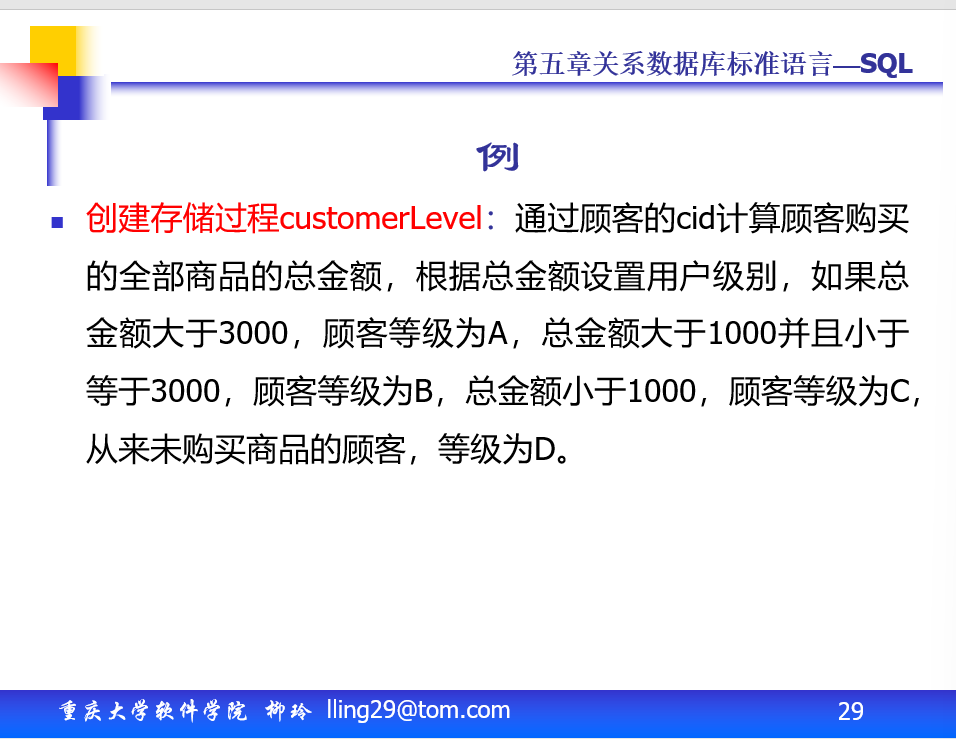 第五章关系数据库标准语言—SQL
例
创建存储过程customerLevel：通过顾客的cid计算顾客购买
的全部商品的总金额，根据总金额设置用户级别，如果总
金额大于3000，顾客等级为A，总金额大于1000并且小于
等于3000，顾客等级为B，总金额小于1000，顾客等级为C，
从来未购买商品的顾客，等级为D。
重庆大学软件学院 柳玲 lling29@tom.com
29